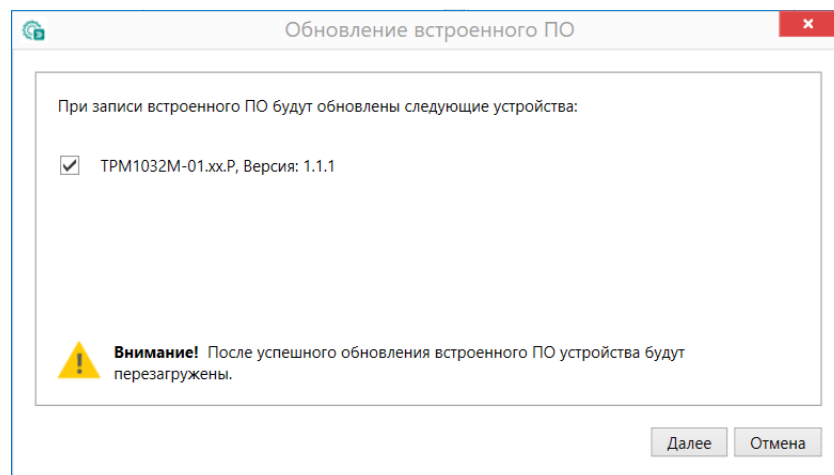 Обновление встроенного ПО
При записи встроенного ПО будут обновлены следующие устройства:
ТРМ1032М-01.xx.Р, Версия: 1.1.1
Внимание! После успешного обновления встроенного ПО устройства будут
перезагружены.
Далее Отмена